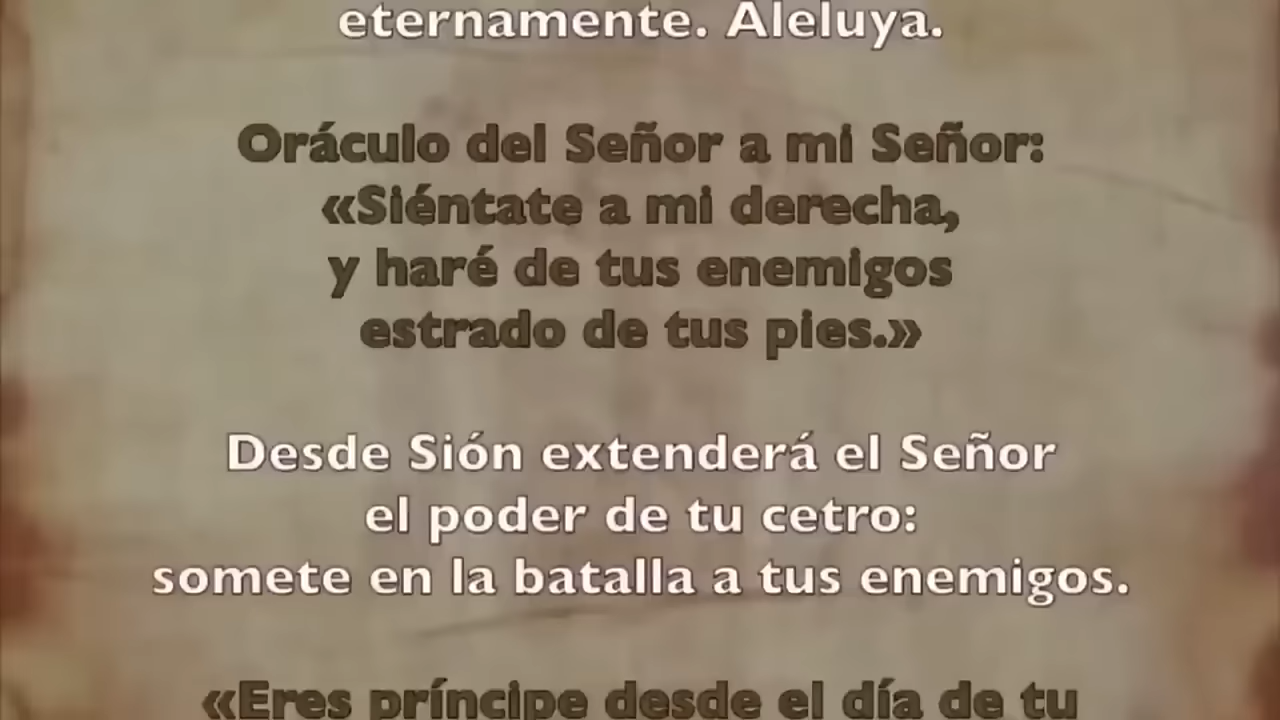 eternamente. Aleluya.
Oráculo del Señor a mi Señor:
«Siéntate a mi derecha,
y haré de tus enemigos
estrado de tus pies.»
Desde Sión extenderá el Señor
el poder de tu cetro:
somete en la batalla a tus enemigos.
«Eres príncipe desde el día de tu